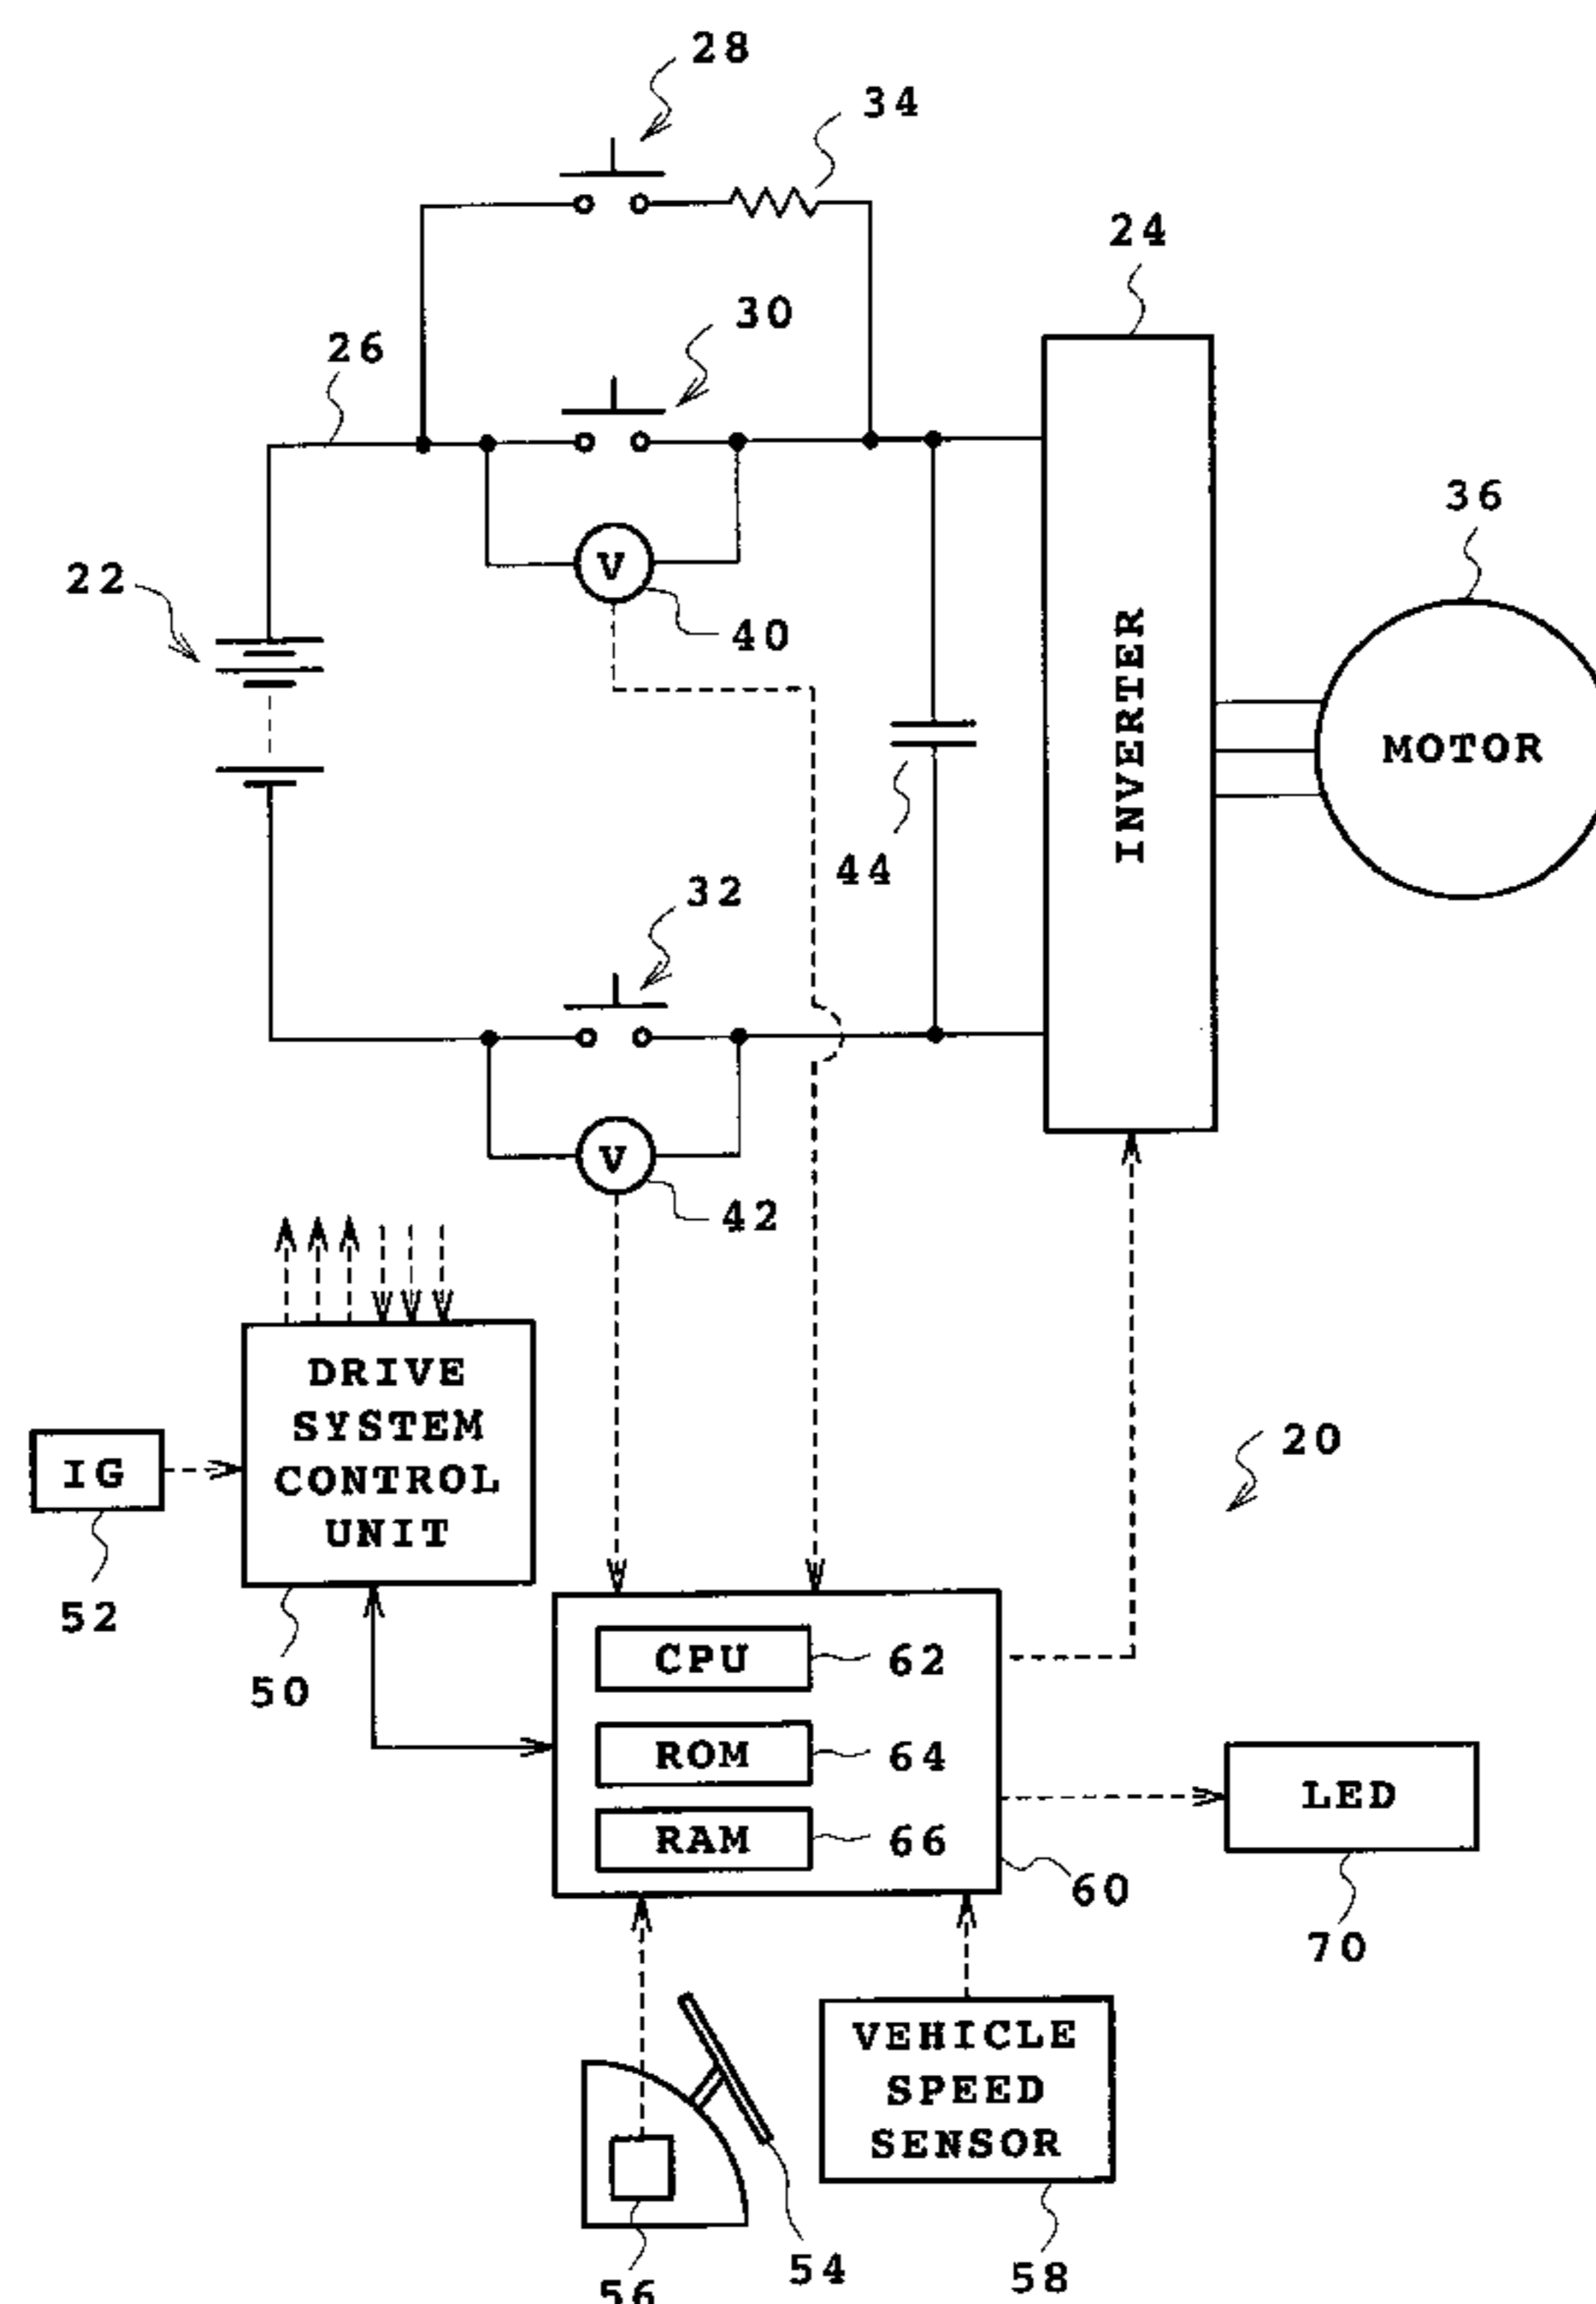 28
34
24
30
26
36
22
V
40
INVERTER
MOTOR
44
32
V
42
DRIVE
SYSTEM
CONTROL
UNIT
20
IG
52
50
CPU 62
ROM 64
RAM 66
LED
60
70
VEHICLE
SPEED
SENSOR
54
58
56